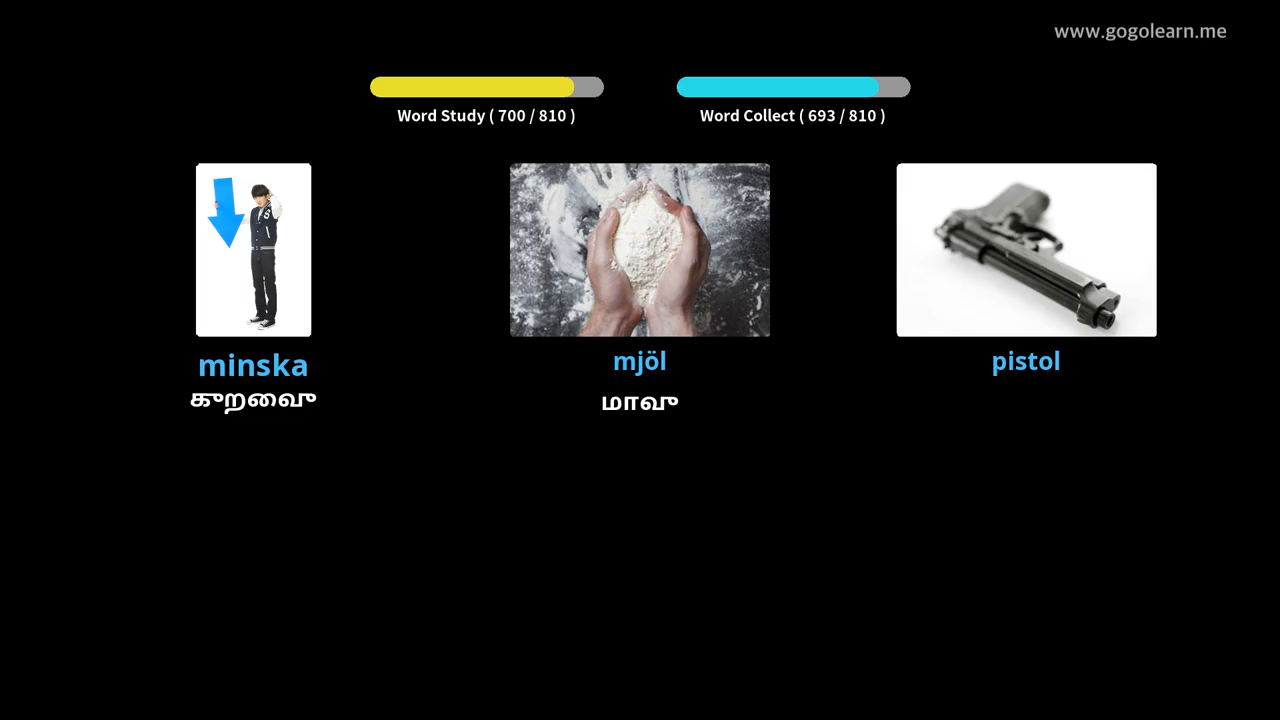 www.gogolearn.me
Word Study ( 700 / 810 )
Word Collect ( 693 / 810 )
minska
குறைவு
mjöl
மாவு
pistol